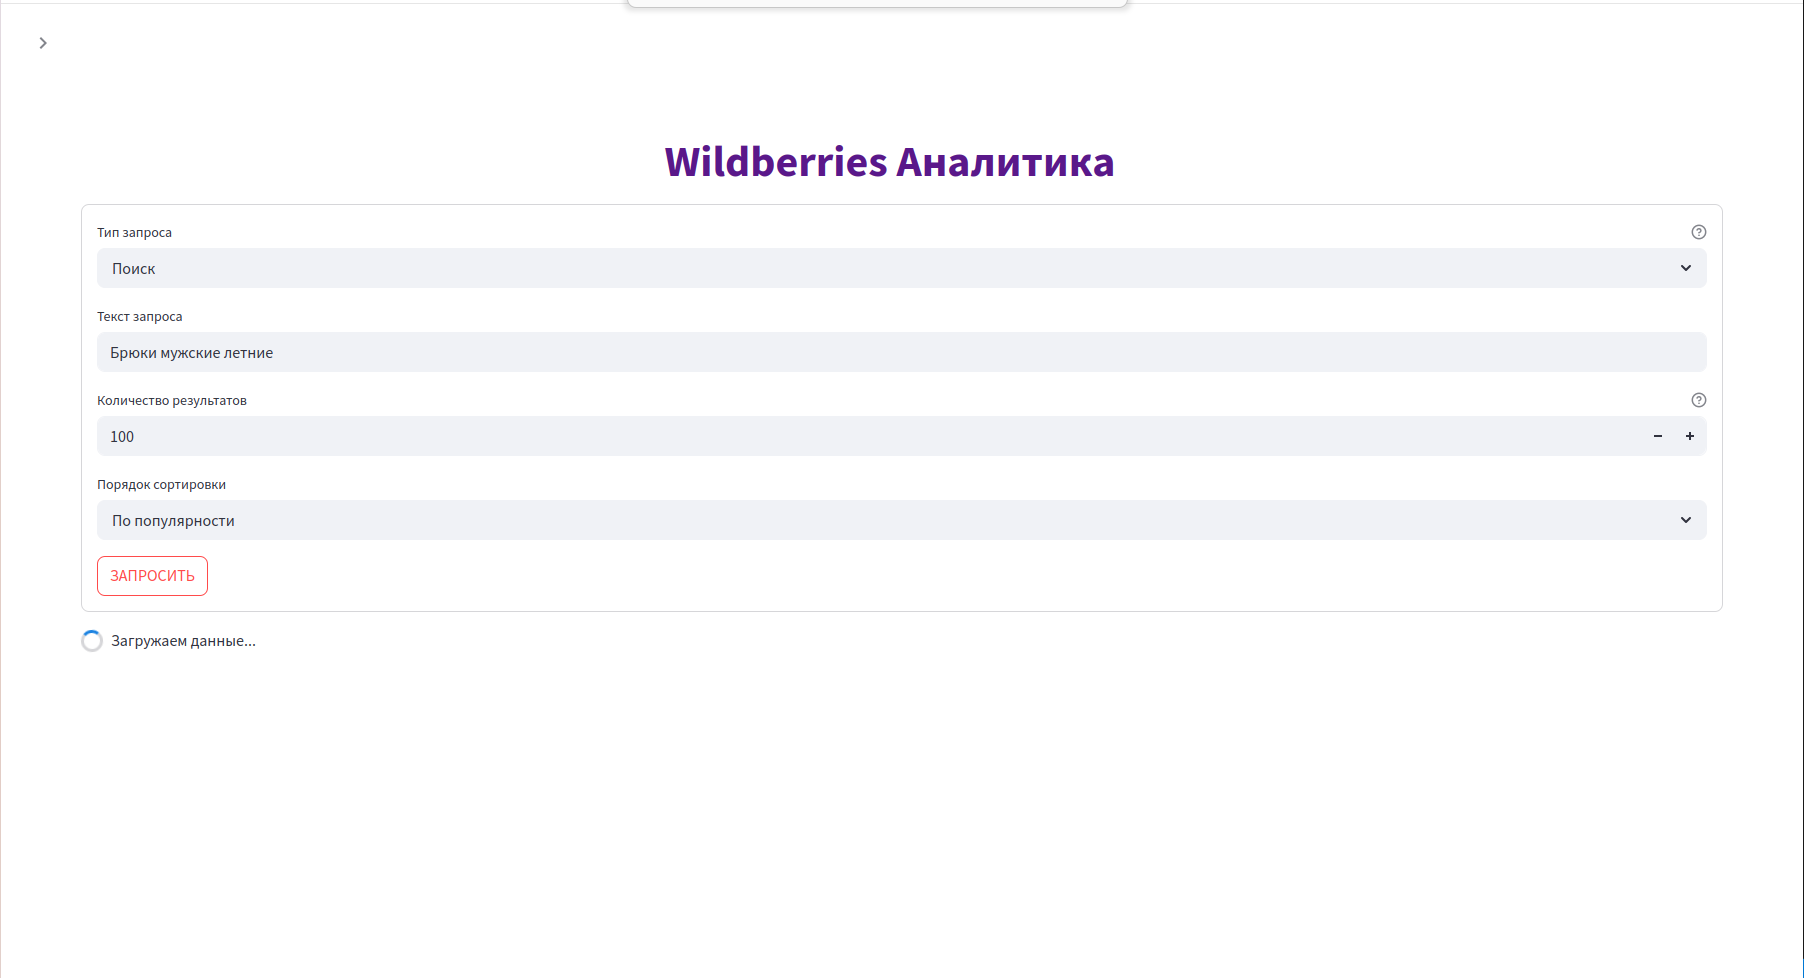 Wildberries Аналитика
Тип запроса
Поиск
Текст запроса
Брюки мужские летние
Количество результатов
100
Порядок сортировки
По популярности
ЗАПРОСИТЬ
Загружаем данные...